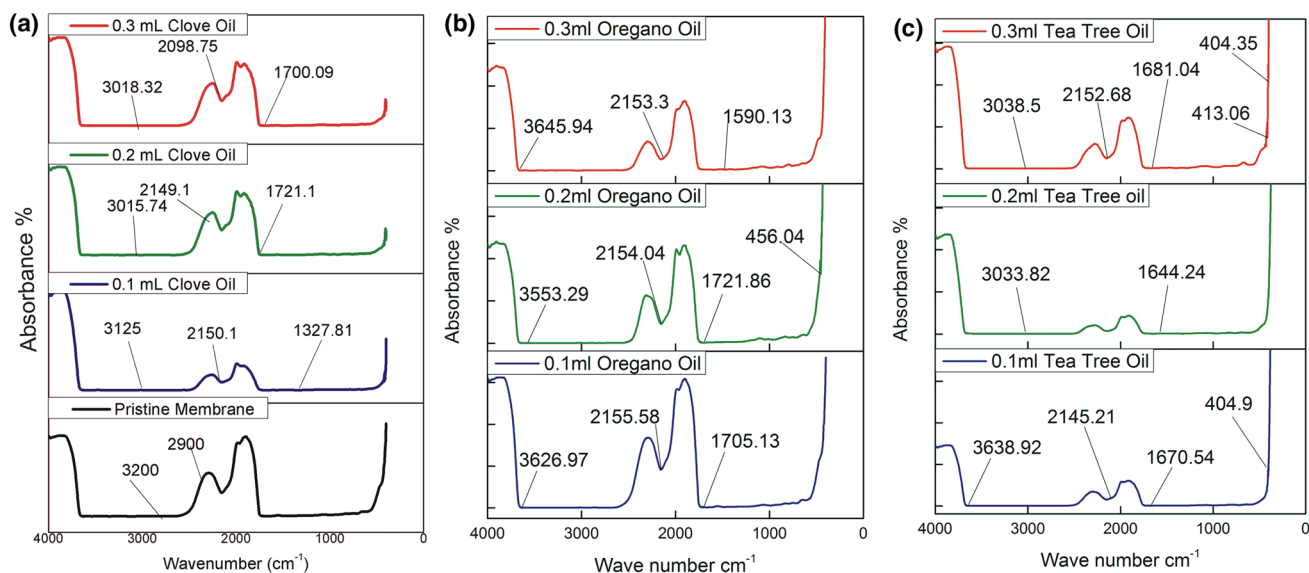 (a)
0.3 mL Clove Oil
2098.75
1700.09
3018.32
0.2 mL Clove Oil
2149.1
1721.1
3015.74
0.1 mL Clove Oil
3125
2150.1
1327.81
Pristine Membrane
2900
3200
Absorbance %
4000
3000
2000
1000
0
Wavenumber (cm-1)
(b)
0.3ml Oregano Oil
2153.3
1590.13
3645.94
0.2ml Oregano Oil
456.04
2154.04
3553.29
1721.86
0.1ml Oregano Oil
2155.58
1705.13
3626.97
Absorbance %
4000
3000
2000
1000
0
Wave number cm-1
(c)
0.3ml Tea Tree Oil
404.35
1681.04
3038.5
2152.68
413.06
0.2ml Tea Tree oil
3033.82
1644.24
0.1ml Tea Tree Oil
2145.21
404.9
3638.92
1670.54
Absorbance %
4000
3000
2000
1000
0
Wave number cm-1